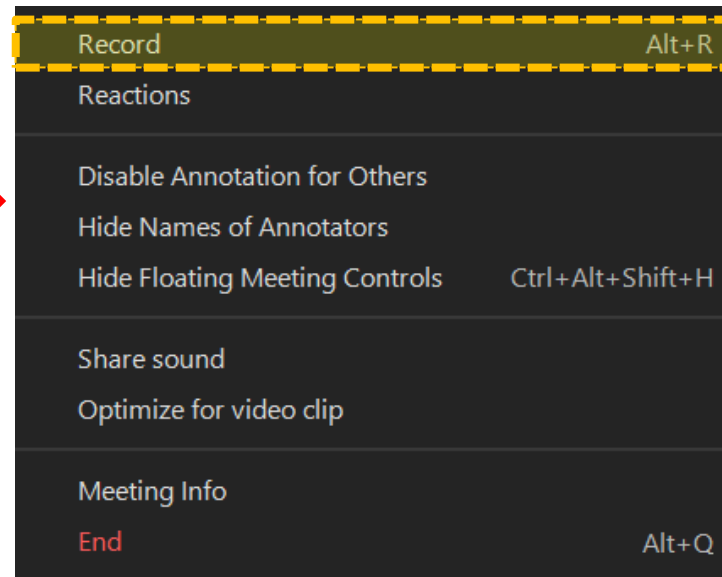 Record Alt+R
Reactions
Disable Annotation for Others
Hide Names of Annotators
Hide Floating Meeting Controls Ctrl+Alt+Shift+H
Share sound
Optimize for video clip
Meeting Info
End Alt+Q